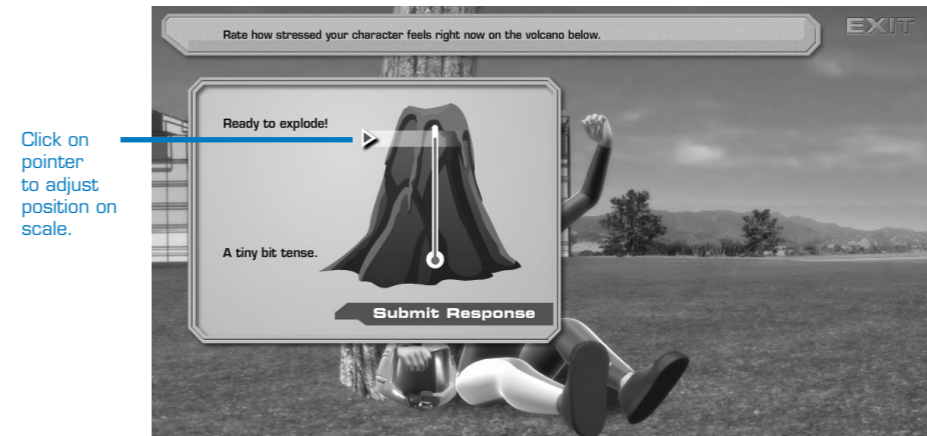 Rate how stressed your character feels right now on the volcano below.
EXIT
Ready to explode!
Click on
pointer
to adjust
position on
scale.
A tiny bit tense.
Submit Response